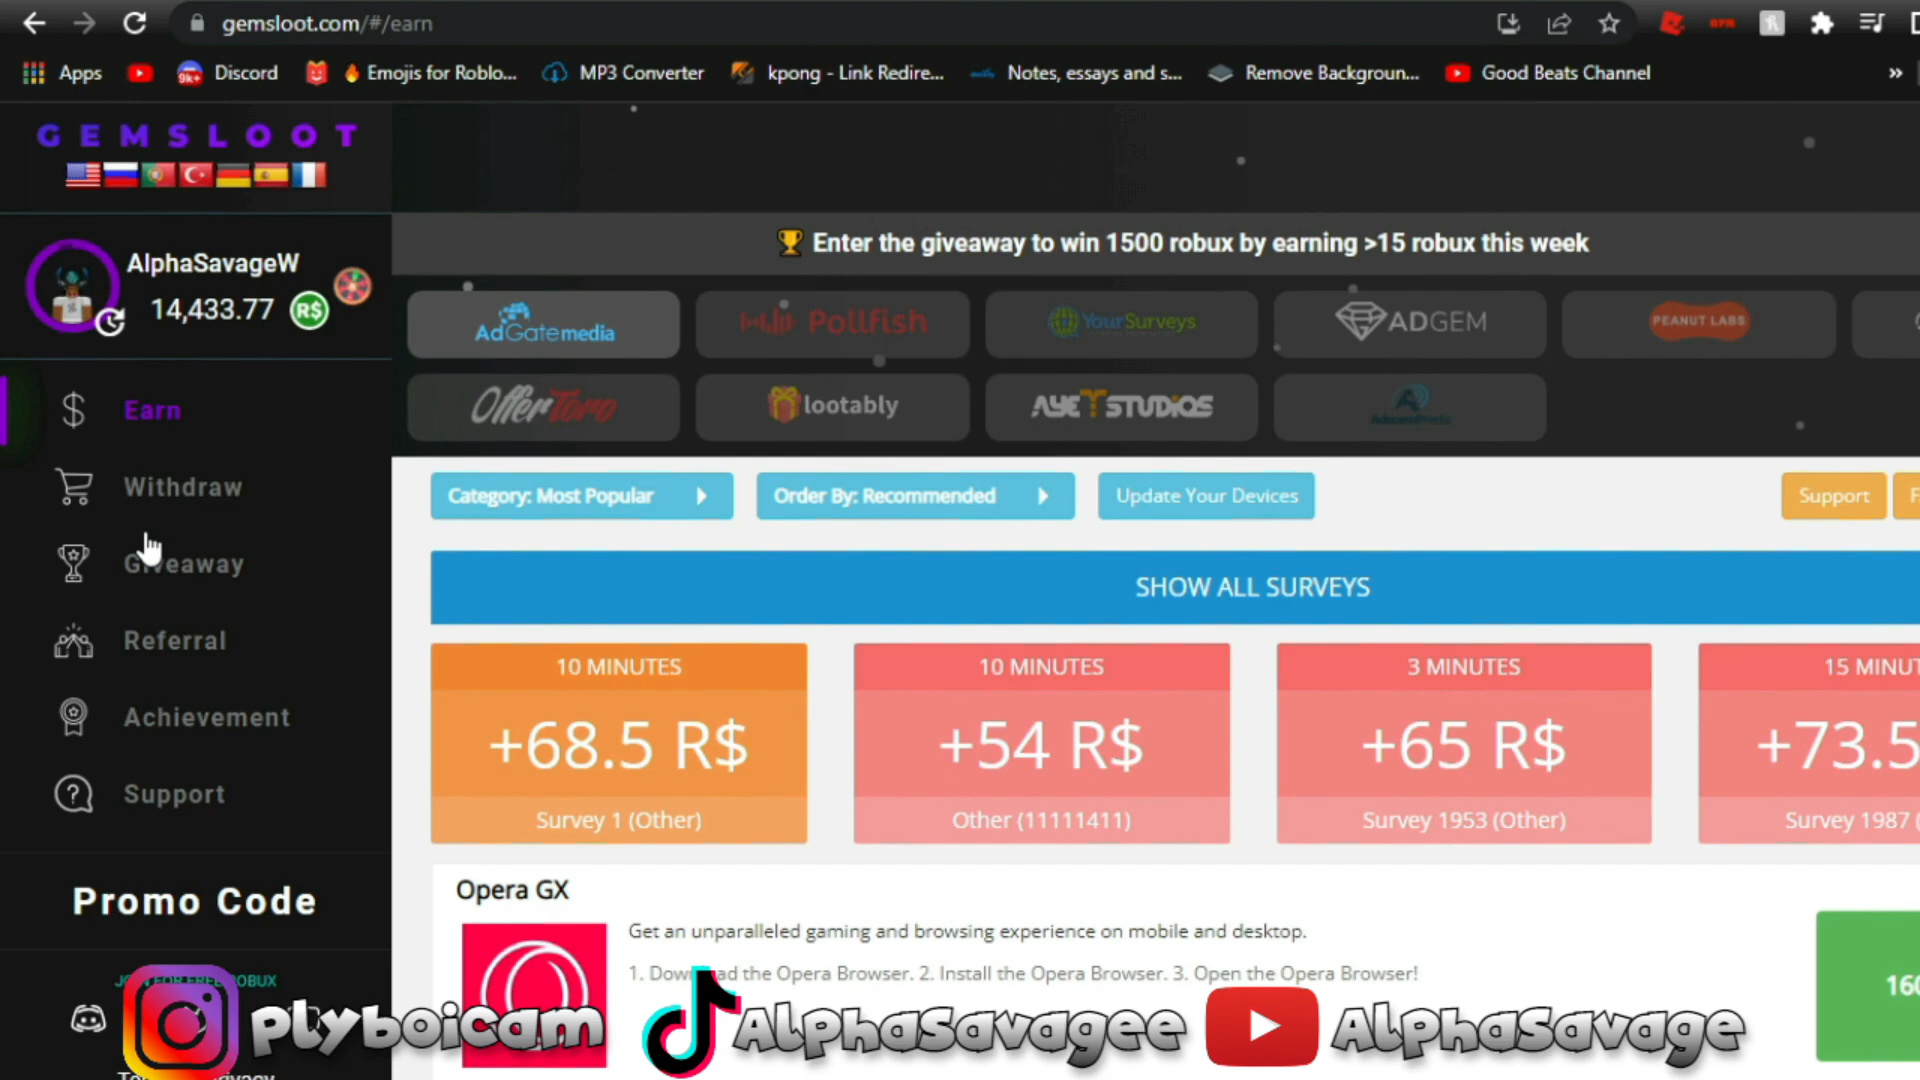 gemsloot.com/#/earn
Apps Discord Emojis for Roblo... MP3 Converter kpong - Link Redire... Notes, essays and s... Remove Backgroun... Good Beats Channel »
9k+
GEMSLOOT
AlphaSavageW
14,433.77 R$
Earn
Withdraw
Giveaway
Referral
Achievement
Support
Promo Code
Enter the giveaway to win 1500 robux by earning >15 robux this week
AdGatemedia Pollfish YourSurveys ADGEM PEANUT LABS
OfferToro lootably AYETSTUDIOS
Category: Most Popular Order By: Recommended Update Your Devices Support F
SHOW ALL SURVEYS
10 MINUTES
+68.5 R$
Survey 1 (Other)
10 MINUTES
+54 R$
Other (11111411)
3 MINUTES
+65 R$
Survey 1953 (Other)
15 MINUT
+73.5
Survey 1987 (
Opera GX
Get an unparalleled gaming and browsing experience on mobile and desktop.
1. Download the Opera Browser. 2. Install the Opera Browser. 3. Open the Opera Browser!
160
Plyboicam AlphaSavagee AlphaSavage